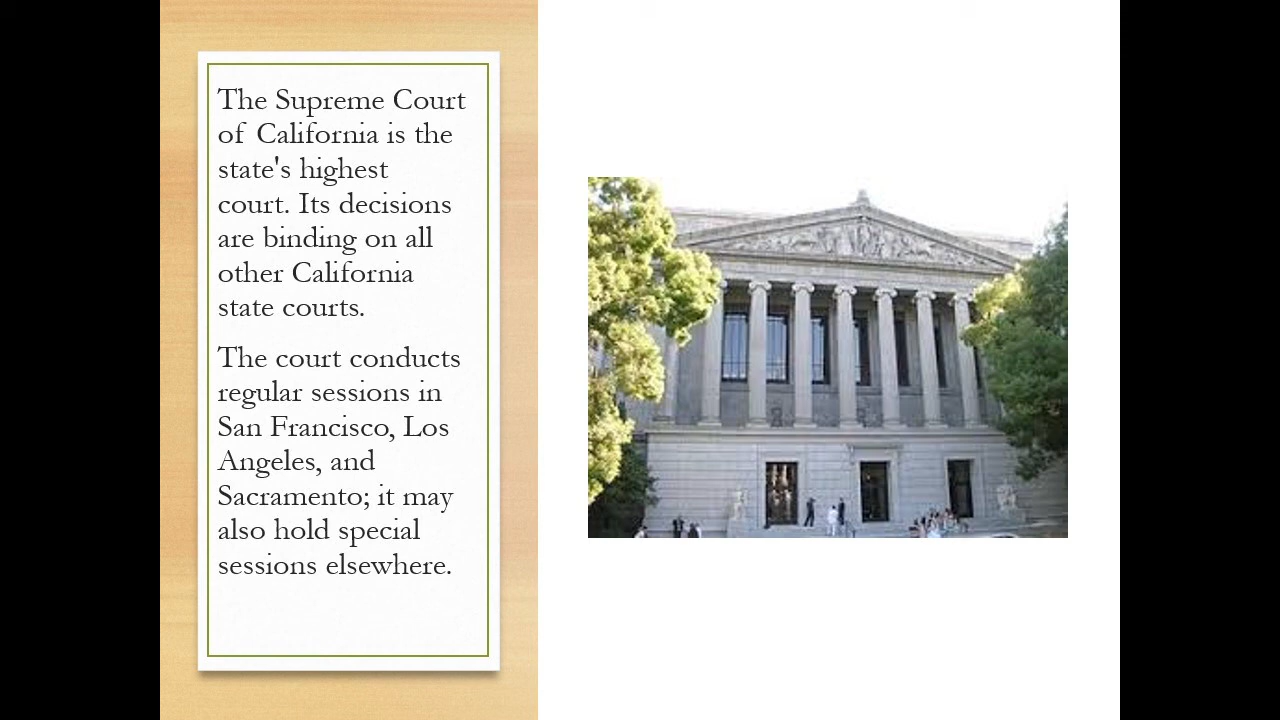 The Supreme Court
of California is the
state's highest
court. Its decisions
are binding on all
other California
state courts.
The court conducts
regular sessions in
San Francisco, Los
Angeles, and
Sacramento; it may
also hold special
sessions elsewhere.